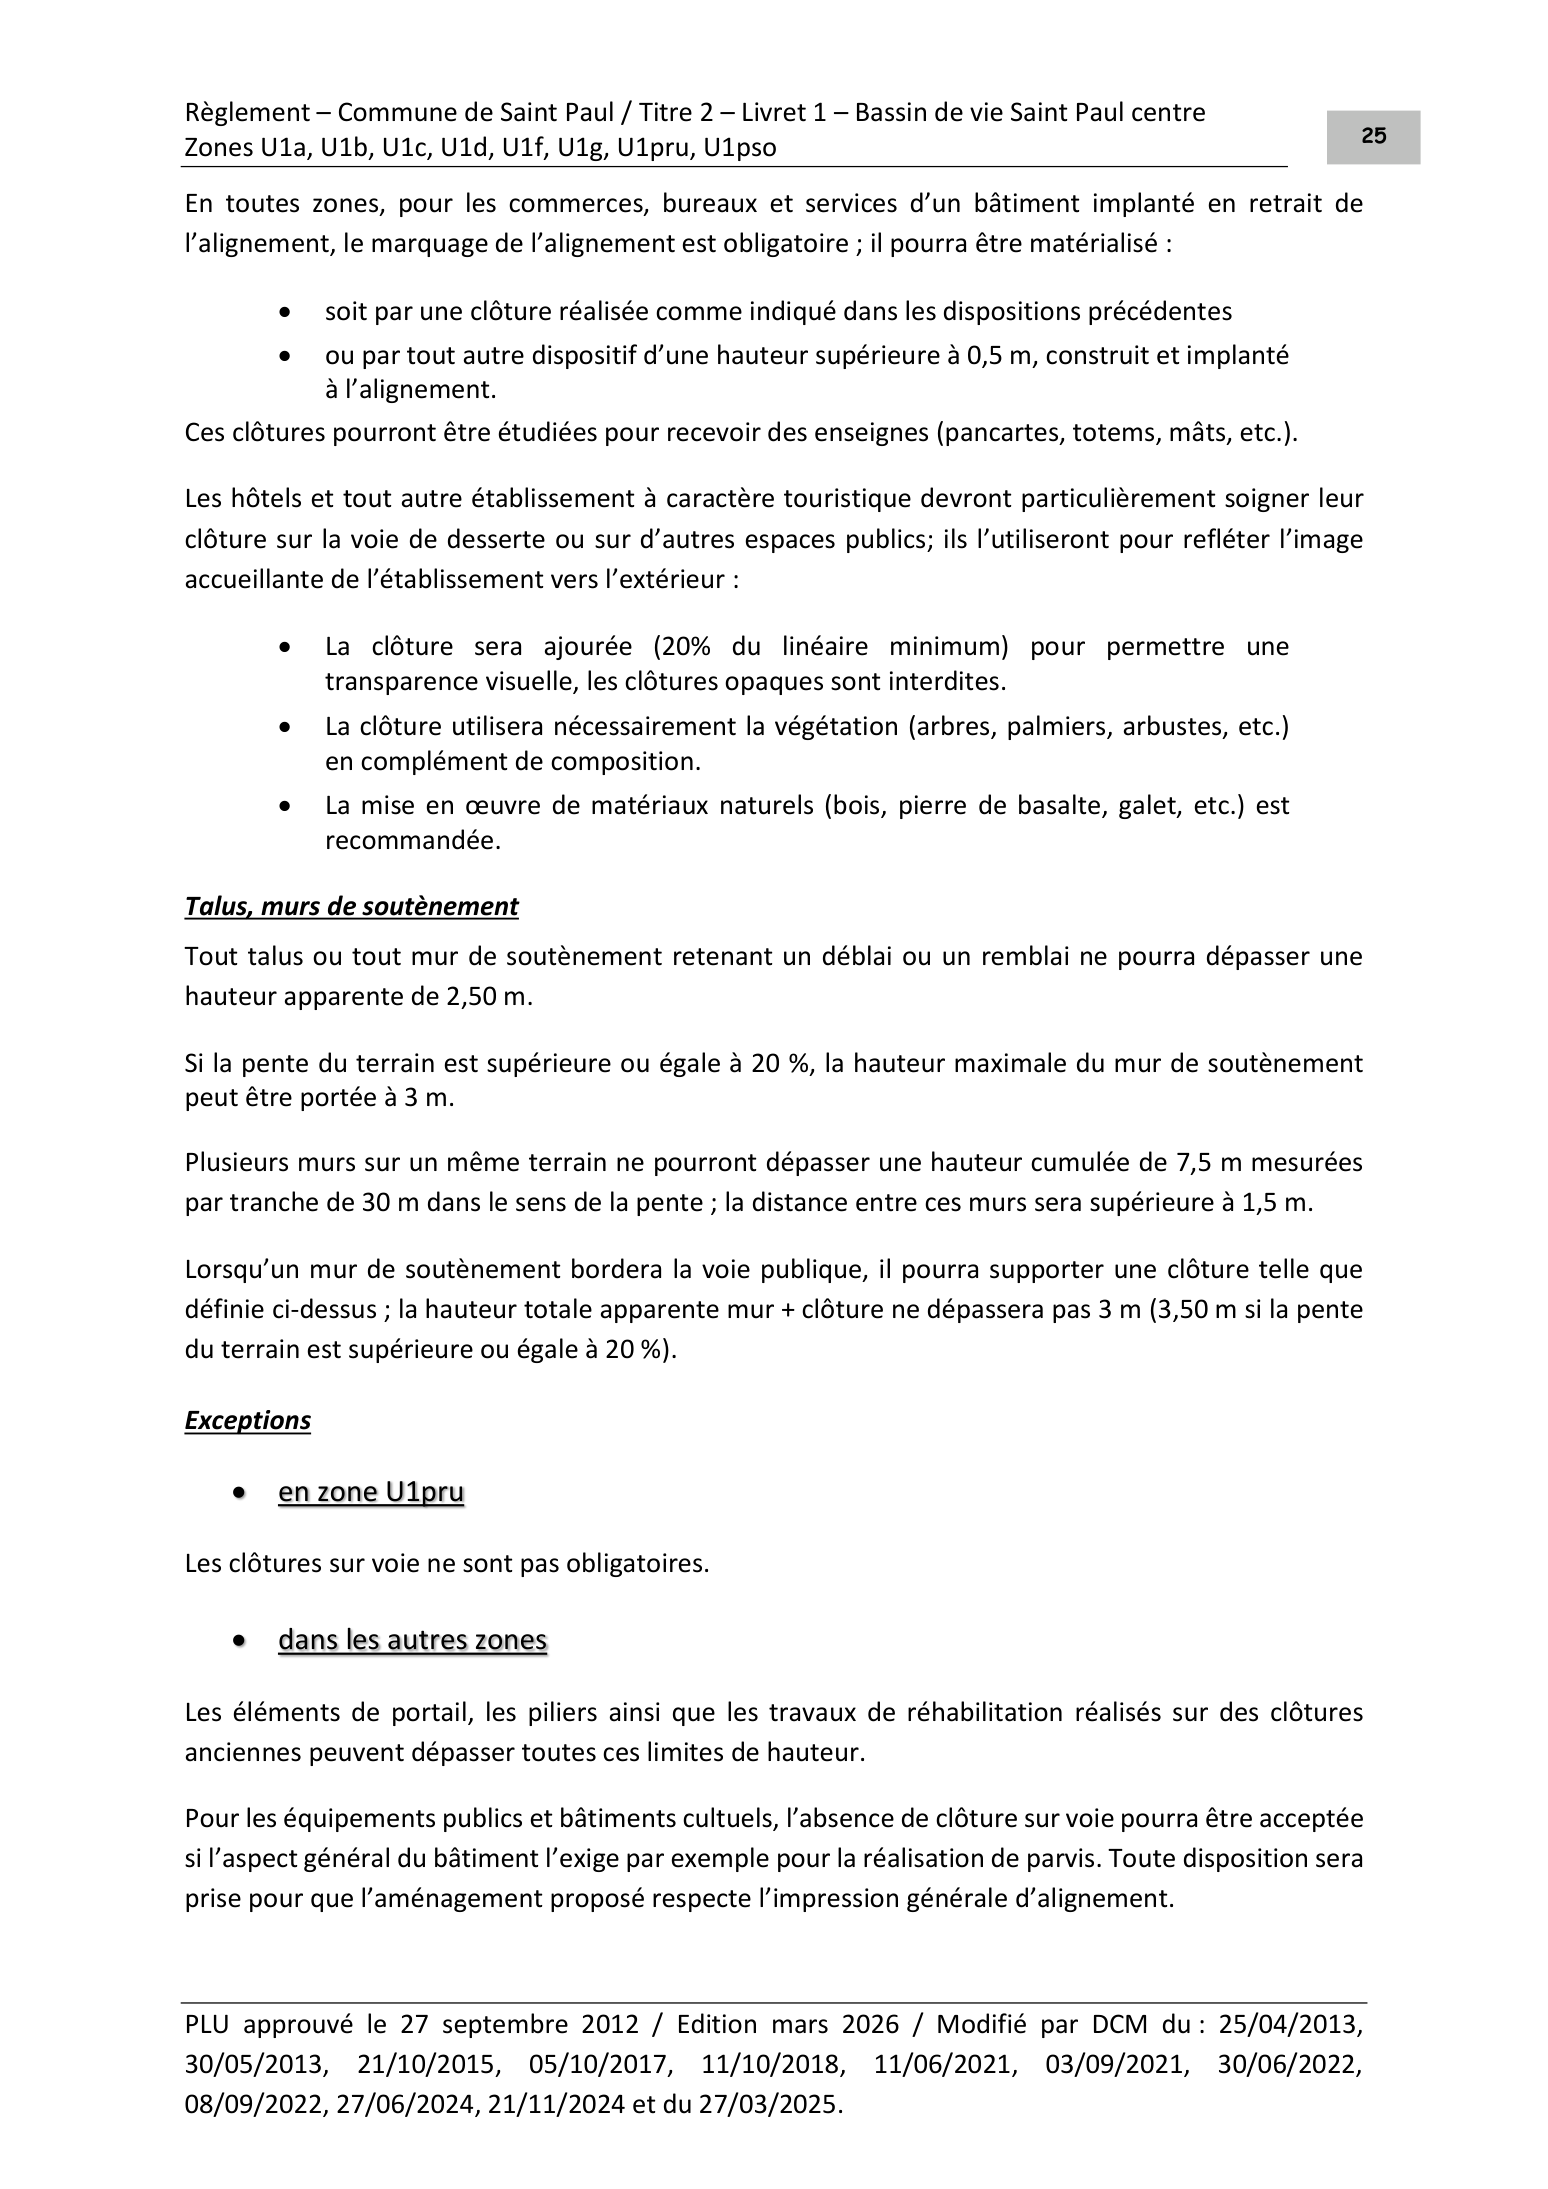 Règlement – Commune de Saint Paul / Titre 2 – Livret 1 – Bassin de vie Saint Paul centre
Zones U1a, U1b, U1c, U1d, U1f, U1g, U1pru, U1pso
25
En toutes zones, pour les commerces, bureaux et services d’un bâtiment implanté en retrait de
l’alignement, le marquage de l’alignement est obligatoire ; il pourra être matérialisé :
• soit par une clôture réalisée comme indiqué dans les dispositions précédentes
• ou par tout autre dispositif d’une hauteur supérieure à 0,5 m, construit et implanté
à l’alignement.
Ces clôtures pourront être étudiées pour recevoir des enseignes (pancartes, totems, mâts, etc.).
Les hôtels et tout autre établissement à caractère touristique devront particulièrement soigner leur
clôture sur la voie de desserte ou sur d’autres espaces publics; ils l’utiliseront pour refléter l’image
accueillante de l’établissement vers l’extérieur :
• La clôture sera ajourée (20% du linéaire minimum) pour permettre une
transparence visuelle, les clôtures opaques sont interdites.
• La clôture utilisera nécessairement la végétation (arbres, palmiers, arbustes, etc.)
en complément de composition.
• La mise en œuvre de matériaux naturels (bois, pierre de basalte, galet, etc.) est
recommandée.
Talus, murs de soutènement
Tout talus ou tout mur de soutènement retenant un déblai ou un remblai ne pourra dépasser une
hauteur apparente de 2,50 m.
Si la pente du terrain est supérieure ou égale à 20 %, la hauteur maximale du mur de soutènement
peut être portée à 3 m.
Plusieurs murs sur un même terrain ne pourront dépasser une hauteur cumulée de 7,5 m mesurées
par tranche de 30 m dans le sens de la pente ; la distance entre ces murs sera supérieure à 1,5 m.
Lorsqu’un mur de soutènement bordera la voie publique, il pourra supporter une clôture telle que
définie ci-dessus ; la hauteur totale apparente mur + clôture ne dépassera pas 3 m (3,50 m si la pente
du terrain est supérieure ou égale à 20 %).
Exceptions
• en zone U1pru
Les clôtures sur voie ne sont pas obligatoires.
• dans les autres zones
Les éléments de portail, les piliers ainsi que les travaux de réhabilitation réalisés sur des clôtures
anciennes peuvent dépasser toutes ces limites de hauteur.
Pour les équipements publics et bâtiments cultuels, l’absence de clôture sur voie pourra être acceptée
si l’aspect général du bâtiment l’exige par exemple pour la réalisation de parvis. Toute disposition sera
prise pour que l’aménagement proposé respecte l’impression générale d’alignement.
PLU approuvé le 27 septembre 2012 / Edition mars 2026 / Modifié par DCM du : 25/04/2013,
30/05/2013, 21/10/2015, 05/10/2017, 11/10/2018, 11/06/2021, 03/09/2021, 30/06/2022,
08/09/2022, 27/06/2024, 21/11/2024 et du 27/03/2025.